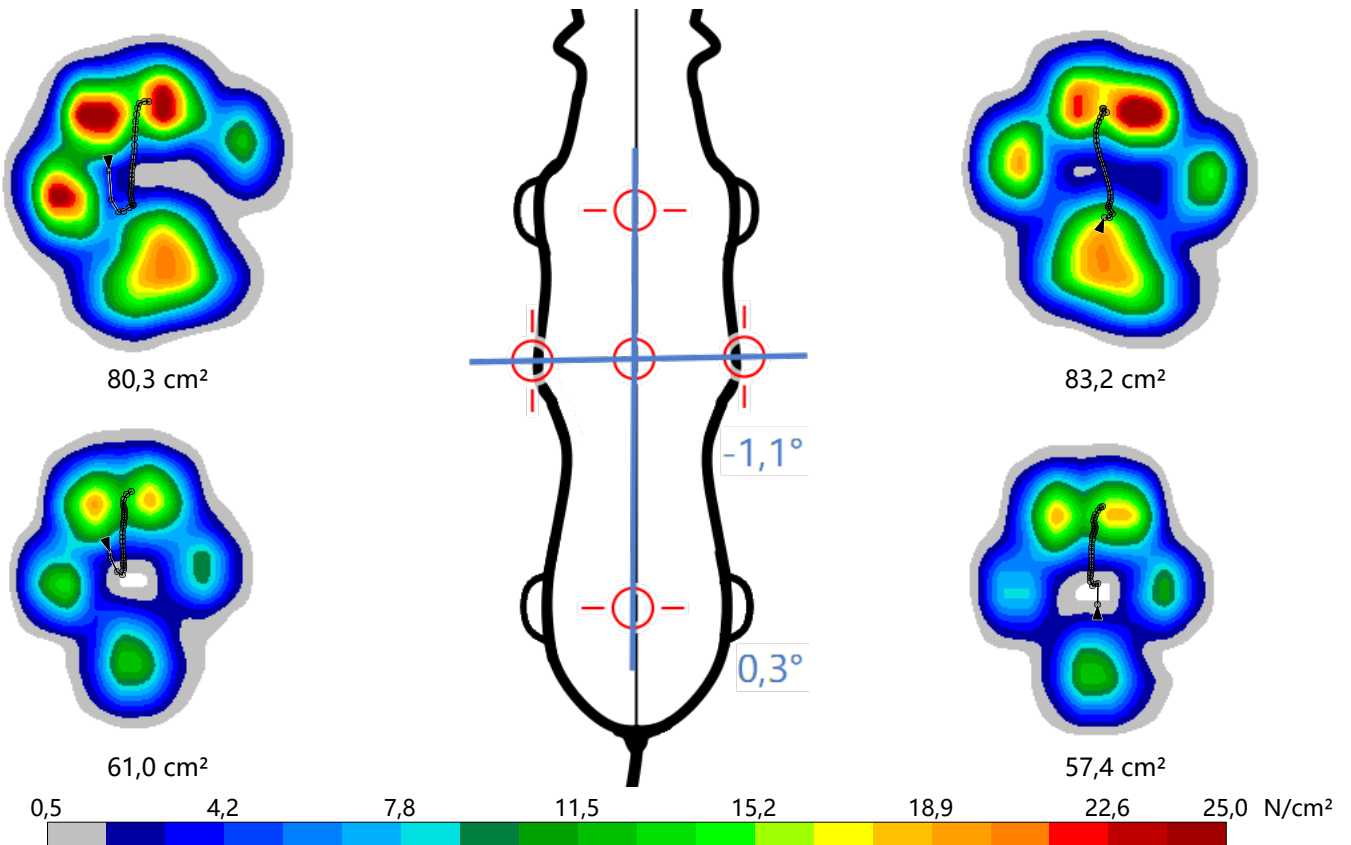 80,3 cm²
83,2 cm²
-1,1°
0,3°
61,0 cm²
57,4 cm²
0,5 4,2 7,8 11,5 15,2 18,9 22,6 25,0 N/cm²